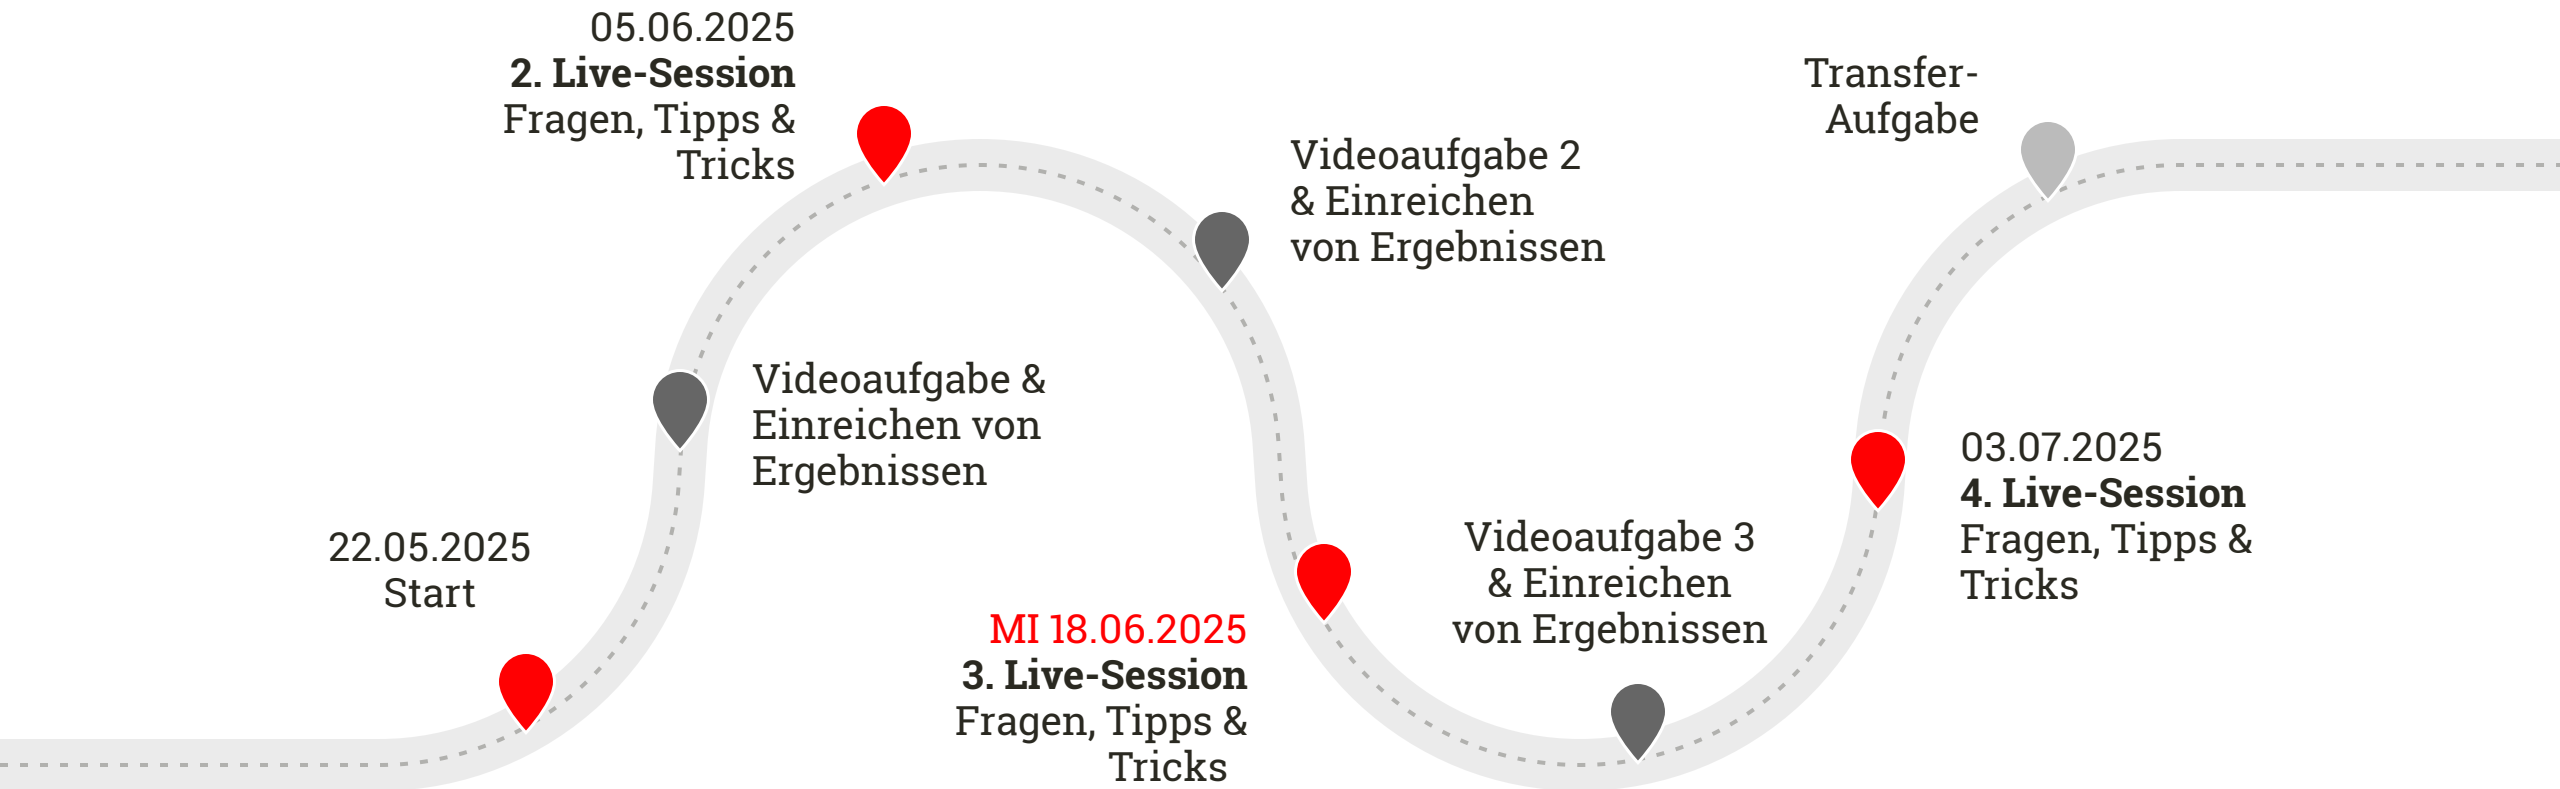 22.05.2025
Start
Videoaufgabe &
Einreichen von
Ergebnissen
05.06.2025
2. Live-Session
Fragen, Tipps &
Tricks
Videoaufgabe 2
& Einreichen
von Ergebnissen
MI 18.06.2025
3. Live-Session
Fragen, Tipps &
Tricks
Videoaufgabe 3
& Einreichen
von Ergebnissen
03.07.2025
4. Live-Session
Fragen, Tipps &
Tricks
Transfer-
Aufgabe